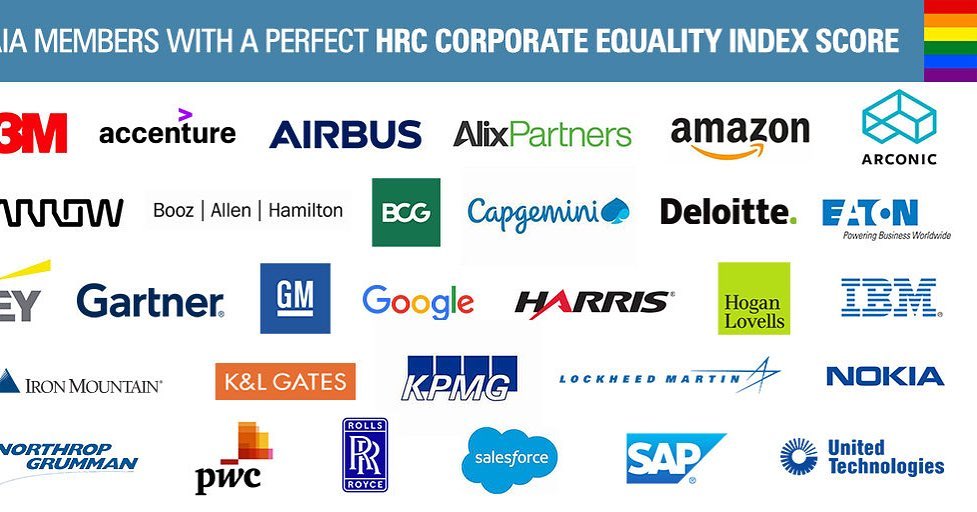 IA MEMBERS WITH A PERFECT HRC CORPORATE EQUALITY INDEX SCORE
3M accenture AIRBUS AlixPartners amazon ARCONIC
ARROW Booz | Allen | Hamilton BCG Capgemini Deloitte. EATON
Powering Business Worldwide
EY Gartner® GM Google HARRIS® Hogan
Lovells IBM®
IRON MOUNTAIN® K&L GATES KPMG LOCKHEED MARTIN NOKIA
NORTHROP
GRUMMAN pwc ROLLS
RR
ROYCE salesforce SAP® United
Technologies